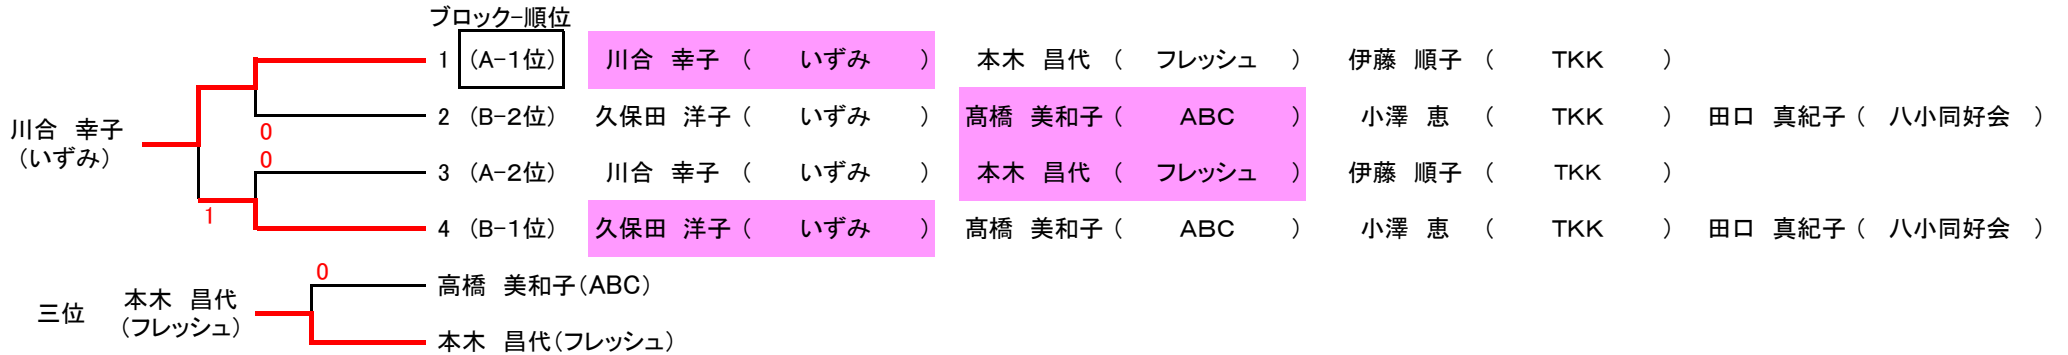 ブロック-順位
1 (A-1位) 川合 幸子 ( いずみ ) 本木 昌代 ( フレッシュ ) 伊藤 順子 ( TKK )
2 (B-2位) 久保田 洋子 ( いずみ ) 髙橋 美和子 ( ABC ) 小澤 恵 ( TKK ) 田口 真紀子 ( 八小同好会 )
川合 幸子
(いずみ)
0
0
3 (A-2位) 川合 幸子 ( いずみ ) 本木 昌代 ( フレッシュ ) 伊藤 順子 ( TKK )
1
4 (B-1位) 久保田 洋子 ( いずみ ) 髙橋 美和子 ( ABC ) 小澤 恵 ( TKK ) 田口 真紀子 ( 八小同好会 )
0
高橋 美和子(ABC)
三位 本木 昌代
(フレッシュ)
本木 昌代(フレッシュ)